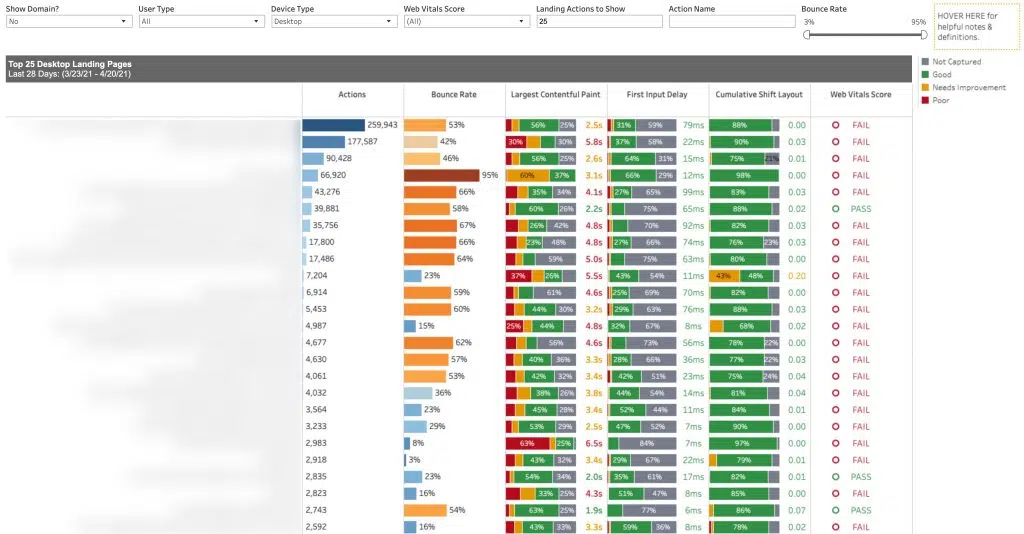 Show Domain? User Type Device Type Web Vitals Score Landing Actions to Show Action Name Bounce Rate
No All Desktop (All) 25 3% 95%
HOVER HERE for
helpful notes &
definitions.
Top 25 Desktop Landing Pages
Last 28 Days: (3/23/21 - 4/20/21)
Not Captured
Good
Needs Improvement
Poor
Actions Bounce Rate Largest Contentful Paint First Input Delay Cumulative Shift Layout Web Vitals Score
259,943 53% 56% 25% 2.5s 31% 59% 79ms 88% 0.00 FAIL
177,587 42% 30% 30% 5.8s 37% 58% 22ms 90% 0.03 FAIL
90,428 46% 56% 25% 2.6s 64% 31% 15ms 75% 21% 0.01 FAIL
66,920 95% 60% 37% 3.1s 66% 29% 12ms 98% 0.00 FAIL
43,276 66% 35% 34% 4.1s 27% 65% 99ms 83% 0.03 FAIL
39,881 58% 60% 26% 2.2s 75% 65ms 88% 0.02 PASS
35,756 67% 26% 42% 4.8s 70% 92ms 82% 0.03 FAIL
17,800 66% 23% 48% 4.8s 27% 66% 74ms 76% 23% 0.03 FAIL
17,486 64% 59% 5.0s 75% 63ms 80% 0.00 FAIL
7,204 23% 37% 26% 5.5s 43% 54% 11ms 43% 48% 0.20 FAIL
6,914 59% 61% 4.6s 25% 69% 70ms 82% 0.00 FAIL
5,453 60% 44% 30% 3.2s 29% 63% 76ms 88% 0.03 FAIL
4,987 15% 25% 44% 4.8s 32% 67% 8ms 68% 0.02 FAIL
4,677 62% 56% 4.6s 73% 56ms 78% 22% 0.00 FAIL
4,630 57% 40% 36% 3.3s 28% 66% 36ms 77% 22% 0.03 FAIL
4,061 53% 42% 32% 3.4s 42% 51% 23ms 75% 24% 0.04 FAIL
4,032 36% 38% 26% 3.8s 44% 54% 14ms 81% 0.04 FAIL
3,564 23% 45% 28% 3.4s 52% 44% 11ms 84% 0.01 FAIL
3,233 29% 53% 29% 2.5s 47% 52% 7ms 90% 0.00 FAIL
2,983 8% 63% 25% 6.5s 84% 7ms 97% 0.00 FAIL
2,918 3% 43% 32% 3.4s 29% 67% 22ms 79% 0.01 FAIL
2,835 23% 54% 34% 2.0s 35% 61% 17ms 82% 0.01 PASS
2,823 16% 33% 25% 4.3s 51% 47% 8ms 85% 0.00 FAIL
2,743 54% 63% 25% 1.9s 77% 6ms 86% 0.07 PASS
2,592 16% 43% 33% 3.3s 59% 36% 8ms 78% 0.02 FAIL